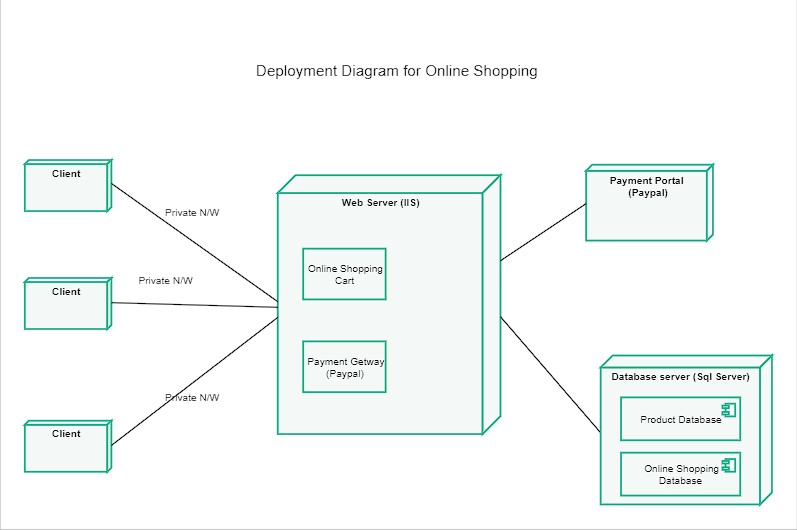 Deployment Diagram for Online Shopping
Client
Private N/W
Client
Private N/W
Client
Private N/W
Web Server (IIS)
Online Shopping
Cart
Payment Getway
(Paypal)
Payment Portal
(Paypal)
Database server (Sql Server)
Product Database
Online Shopping
Database